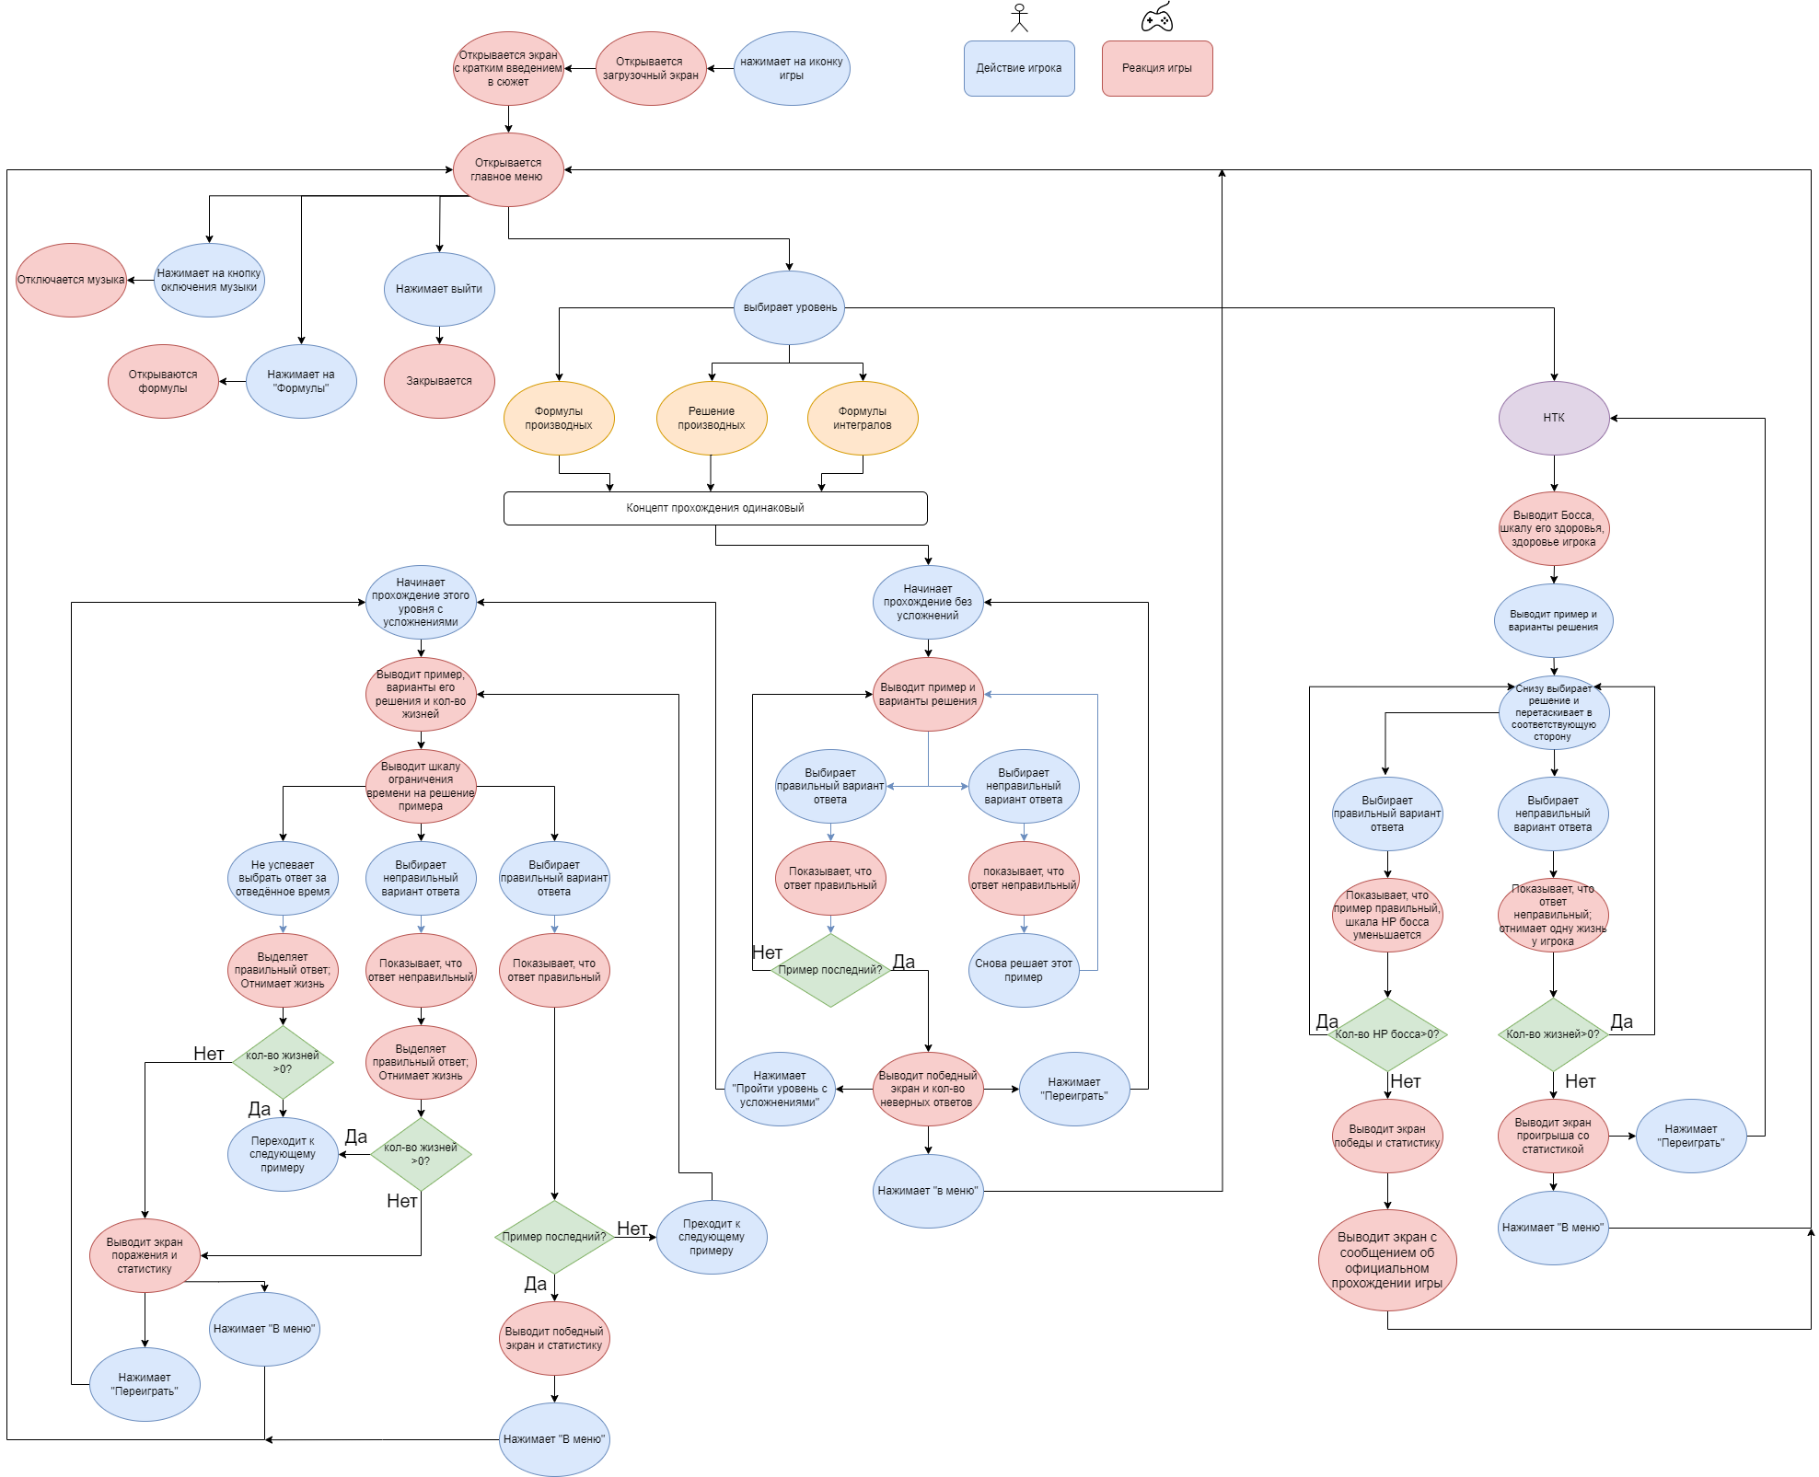 Открывается экран
с кратким введением
в сюжет
Открывается
загрузочный экран
нажимает на иконку
игры
Действие игрока
Реакция игры
Открывается
главное меню
Отключается музыка
Нажимает на кнопку
оключения музыки
Нажимает выйти
выбирает уровень
Открываются
формулы
Нажимает на
"Формулы"
Закрывается
Формулы
производных
Решение
производных
Формулы
интегралов
НТК
Концепт прохождения одинаковый
Выводит Босса,
шкалу его здоровья,
здоровье игрока
Начинает
прохождение этого
уровня с
усложнениями
Начинает
прохождение без
усложнений
Выводит пример и
варианты решения
Выводит пример,
варианты его
решения и кол-во
жизней
Выводит пример и
варианты решения
Снизу выбирает
решение и
перетаскивает в
соответствующую
сторону
Выводит шкалу
ограничения
времени на решение
примера
Выбирает
правильный вариант
ответа
Выбирает
неправильный
вариант ответа
Выбирает
правильный вариант
ответа
Выбирает
неправильный
вариант ответа
Не успевает
выбрать ответ за
отведённое время
Выбирает
неправильный
вариант ответа
Выбирает
правильный вариант
ответа
Показывает, что
ответ правильный
показывает, что
ответ неправильный
Показывает, что
пример правильный,
шкала HP босса
уменьшается
Показывает, что
ответ
неправильный;
отнимает одну жизнь
у игрока
Выделяет
правильный ответ;
Отнимает жизнь
Показывает, что
ответ неправильный
Показывает, что
ответ правильный
Нет
Пример последний?
Да
Снова решает этот
пример
Да
Кол-во HP босса>0?
Кол-во жизней>0?
Да
Нет
кол-во жизней
>0?
Выделяет
правильный ответ;
Отнимает жизнь
Нажимает
"Пройти уровень с
усложнениями"
Выводит победный
экран и кол-во
неверных ответов
Нажимает
"Переиграть"
Нет
Нет
Да
Переходит к
следующему
примеру
Да
кол-во жизней
>0?
Выводит экран
победы и статистику
Выводит экран
проигрыша со
статистикой
Нажимает
"Переиграть"
Нет
Нажимает "в меню"
Выводит экран
поражения и
статистику
Пример последний?
Нет
Преходит к
следующему
примеру
Выводит экран с
сообщением об
официальном
прохождении игры
Нажимает "В меню"
Да
Нажимает "В меню"
Выводит победный
экран и статистику
Нажимает
"Переиграть"
Нажимает "В меню"